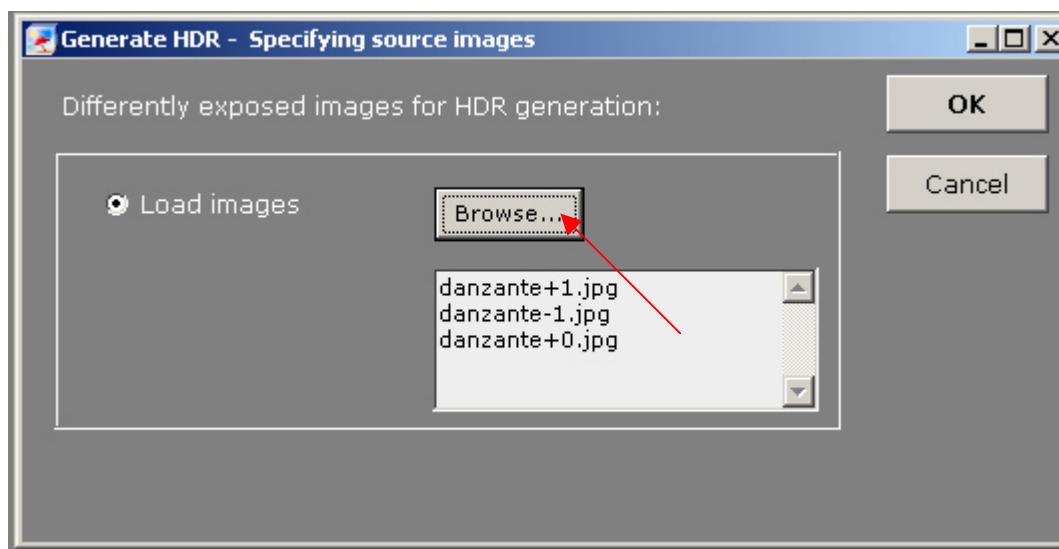 Generate HDR - Specifying source images
Differently exposed images for HDR generation:
OK
Cancel
Load images
Browse...
danzante+1.jpg
danzante-1.jpg
danzante+0.jpg